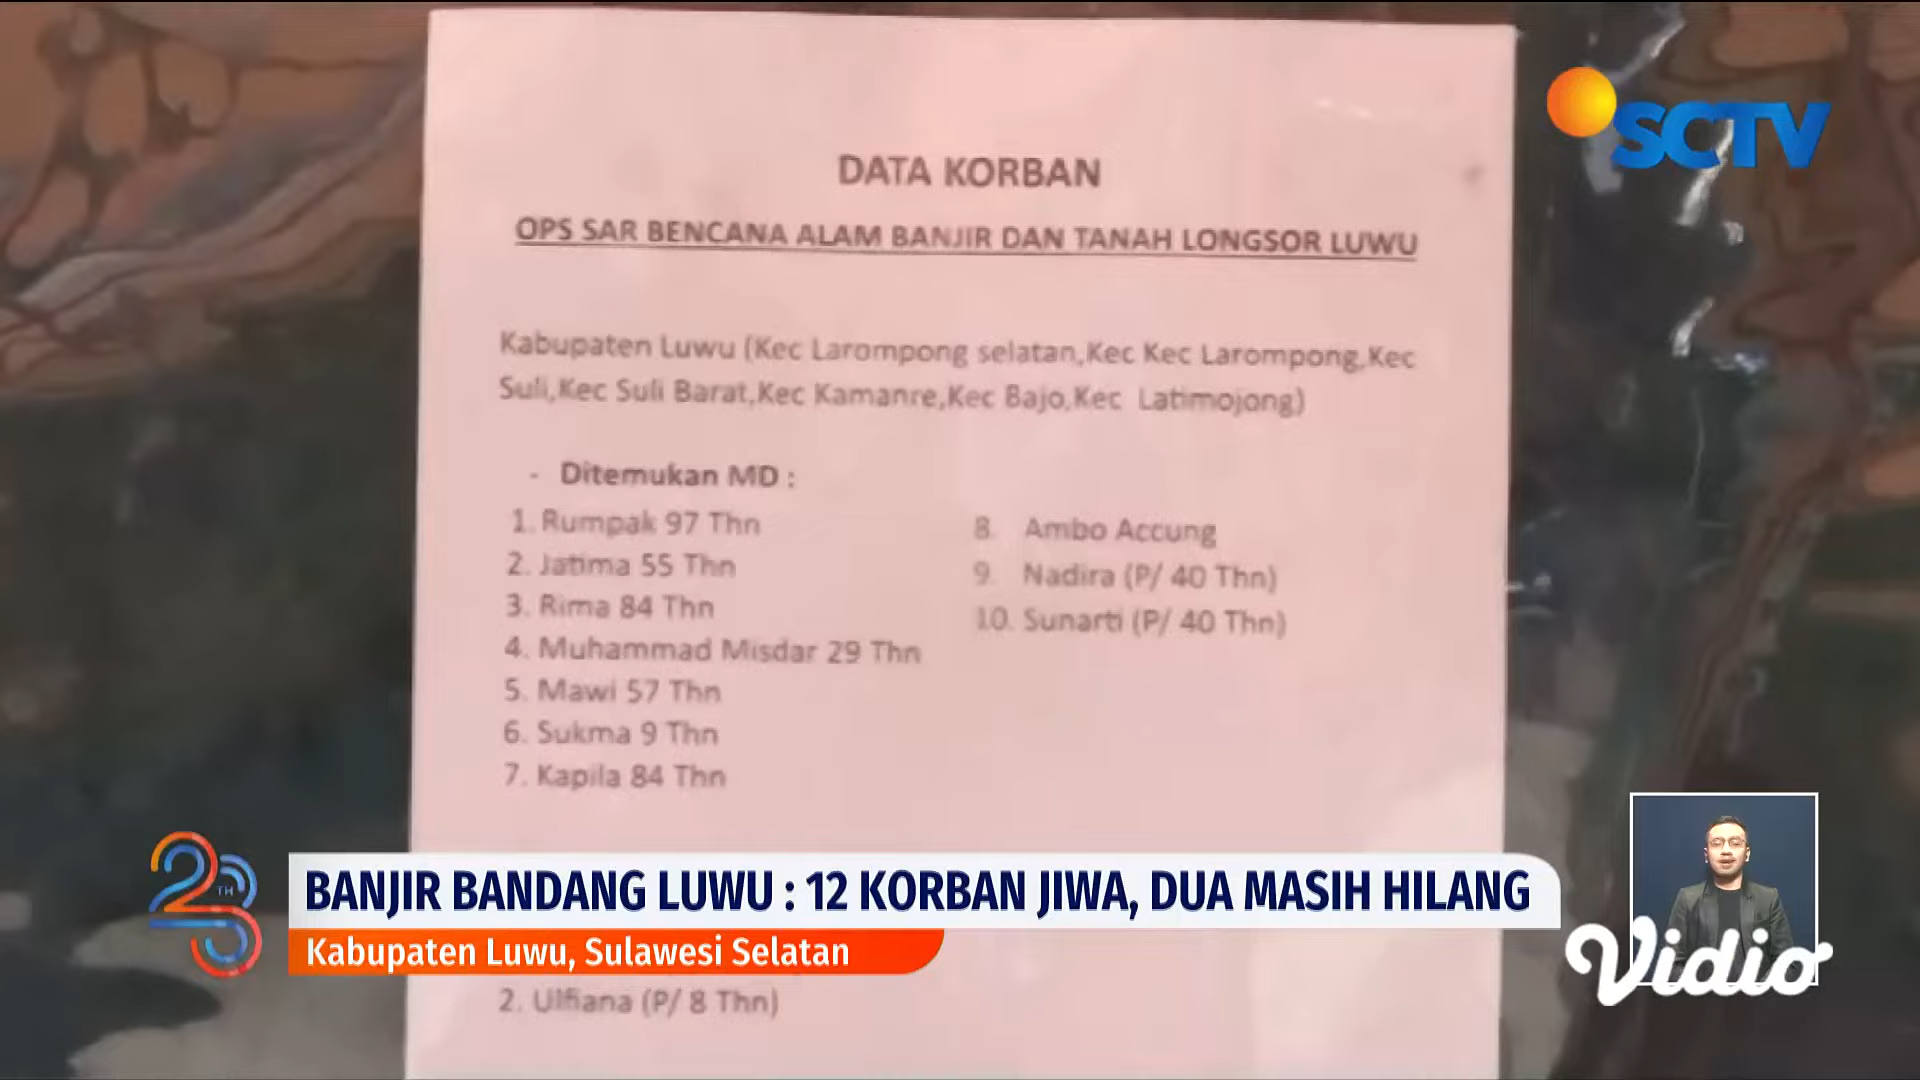 SCTV
DATA KORBAN
OPS SAR BENCANA ALAM BANJIR DAN TANAH LONGSOR LUWU
Kabupaten Luwu (Kec Larompong selatan,Kec Kec Larompong,Kec
Suli,Kec Suli Barat,Kec Kamanre,Kec Bajo,Kec Latimojong)
- Ditemukan MD :
1. Rumpak 97 Thn
2. Jatima 55 Thn
3. Rima 84 Thn
4. Muhammad Misdar 29 Thn
5. Mawi 57 Thn
6. Sukma 9 Thn
7. Kapila 84 Thn
8. Ambo Accung
9. Nadira (P/ 40 Thn)
10. Sunarti (P/ 40 Thn)
23 TH
BANJIR BANDANG LUWU : 12 KORBAN JIWA, DUA MASIH HILANG
Kabupaten Luwu, Sulawesi Selatan
2. Ulfiana (P/ 8 Thn)
Vidio